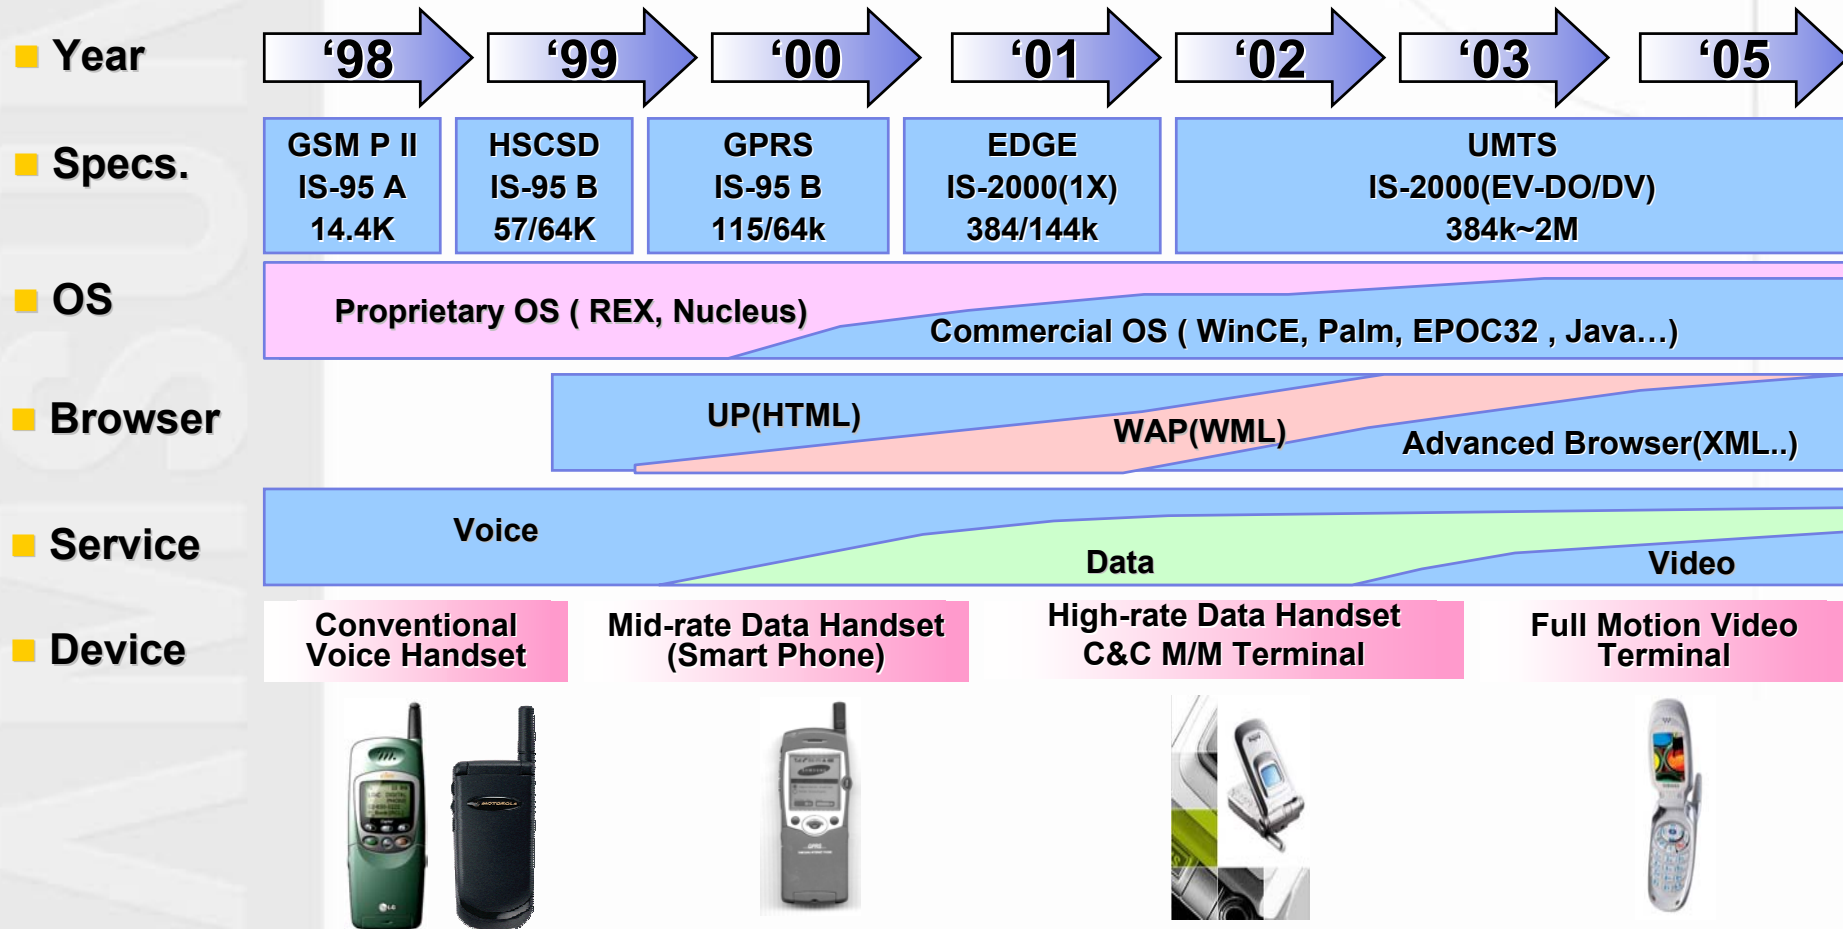 Year ‘98 ‘99 ‘00 ‘01 ‘02 ‘03 ‘05
Specs.
GSM P II
IS-95 A
14.4K
HSCSD
IS-95 B
57/64K
GPRS
IS-95 B
115/64k
EDGE
IS-2000(1X)
384/144k
UMTS
IS-2000(EV-DO/DV)
384k~2M
OS
Proprietary OS ( REX, Nucleus)
Commercial OS ( WinCE, Palm, EPOC32 , Java…)
Browser
UP(HTML)
WAP(WML)
Advanced Browser(XML..)
Service
Voice
Data
Video
Device
Conventional
Voice Handset
Mid-rate Data Handset
(Smart Phone)
High-rate Data Handset
C&C M/M Terminal
Full Motion Video
Terminal
MOTOROLA
SAMSUNG
GPRS
LG